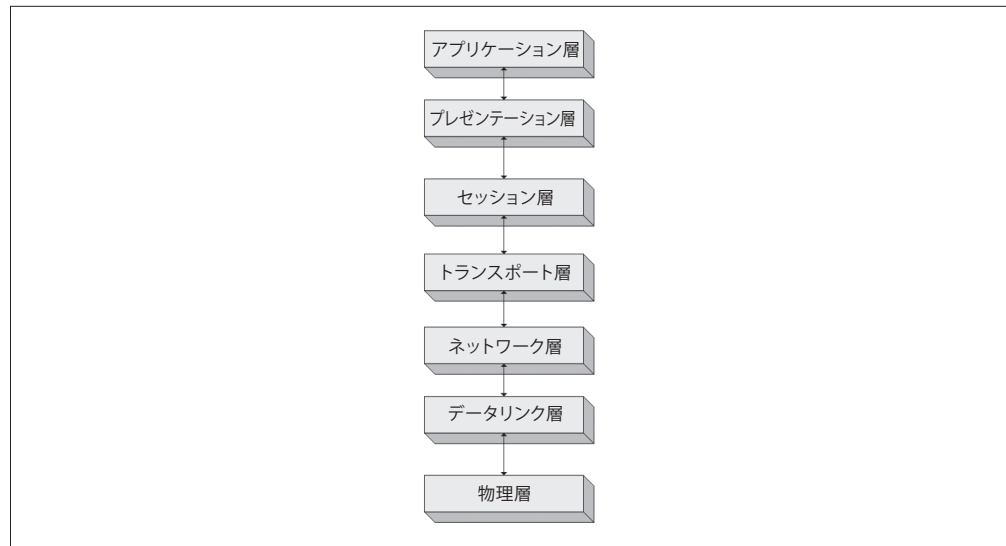 アプリケーション層
プレゼンテーション層
セッション層
トランスポート層
ネットワーク層
データリンク層
物理層